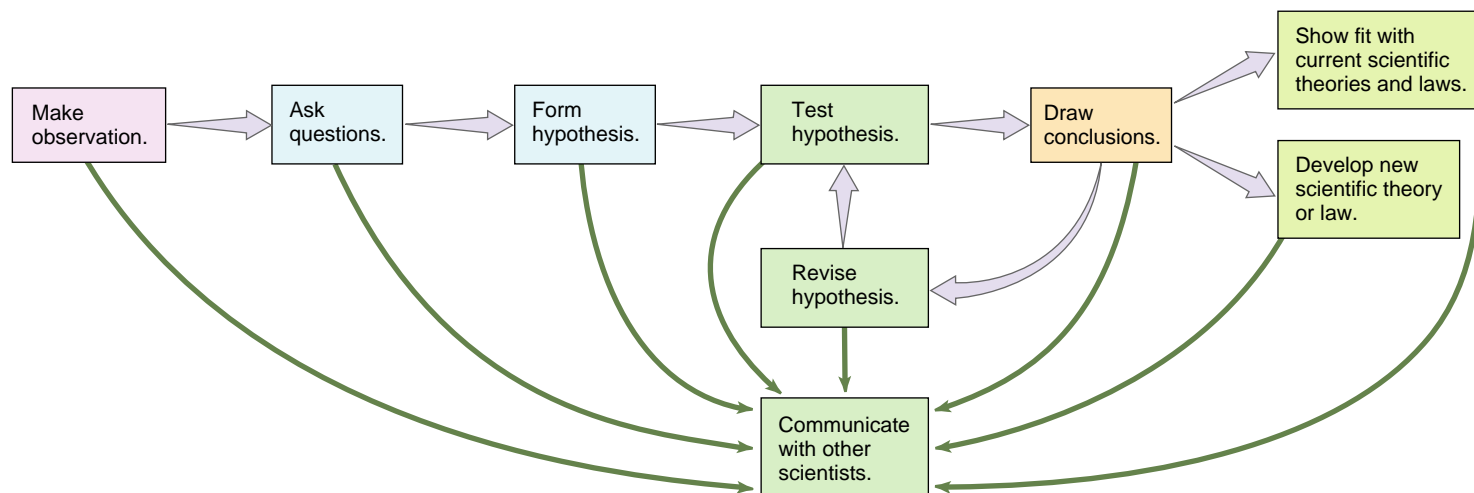 Make
observation.
Ask
questions.
Form
hypothesis.
Test
hypothesis.
Draw
conclusions.
Show fit with
current scientific
theories and laws.
Develop new
scientific theory
or law.
Revise
hypothesis.
Communicate
with other
scientists.